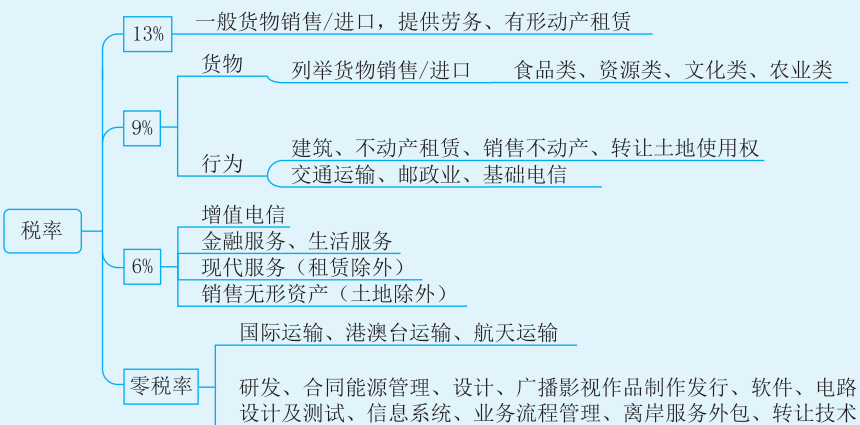 税率
13%
一般货物销售/进口，提供劳务、有形动产租赁
9%
货物
列举货物销售/进口 食品类、资源类、文化类、农业类
行为
建筑、不动产租赁、销售不动产、转让土地使用权
交通运输、邮政业、基础电信
6%
增值电信
金融服务、生活服务
现代服务（租赁除外）
销售无形资产（土地除外）
零税率
国际运输、港澳台运输、航天运输
研发、合同能源管理、设计、广播影视作品制作发行、软件、电路
设计及测试、信息系统、业务流程管理、离岸服务外包、转让技术